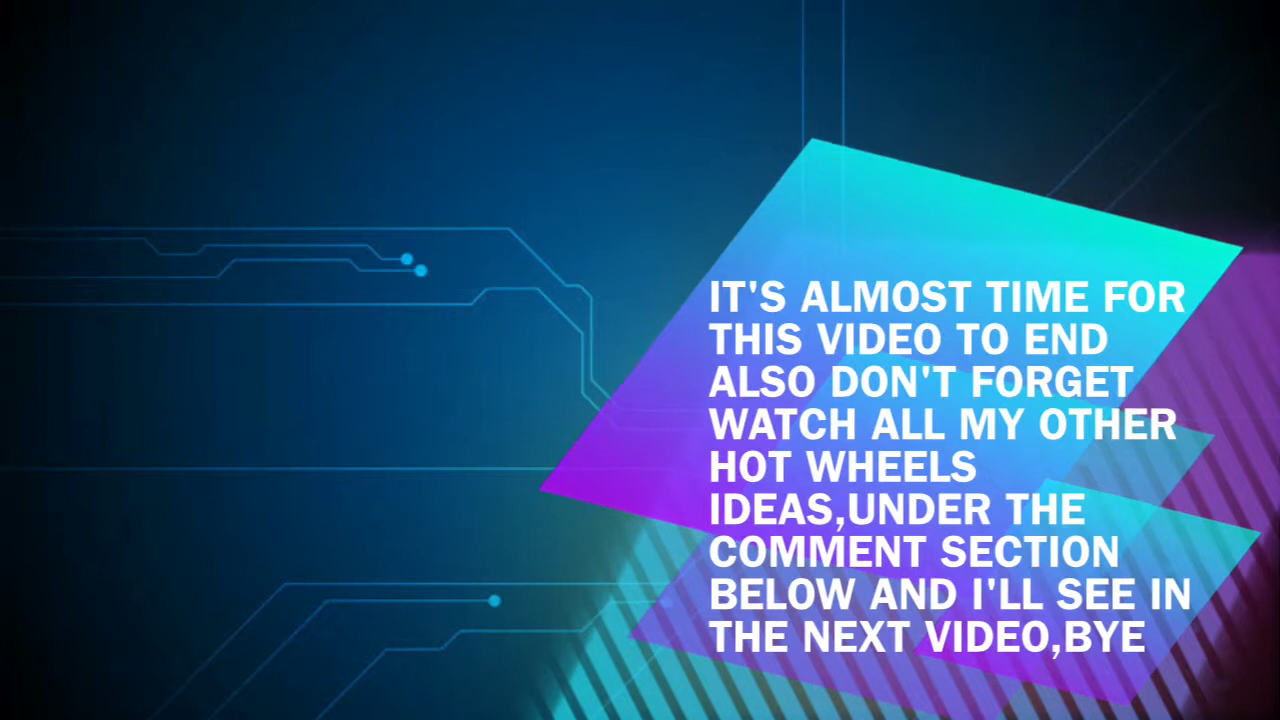 IT'S ALMOST TIME FOR
THIS VIDEO TO END
ALSO DON'T FORGET
WATCH ALL MY OTHER
HOT WHEELS
IDEAS,UNDER THE
COMMENT SECTION
BELOW AND I'LL SEE IN
THE NEXT VIDEO,BYE